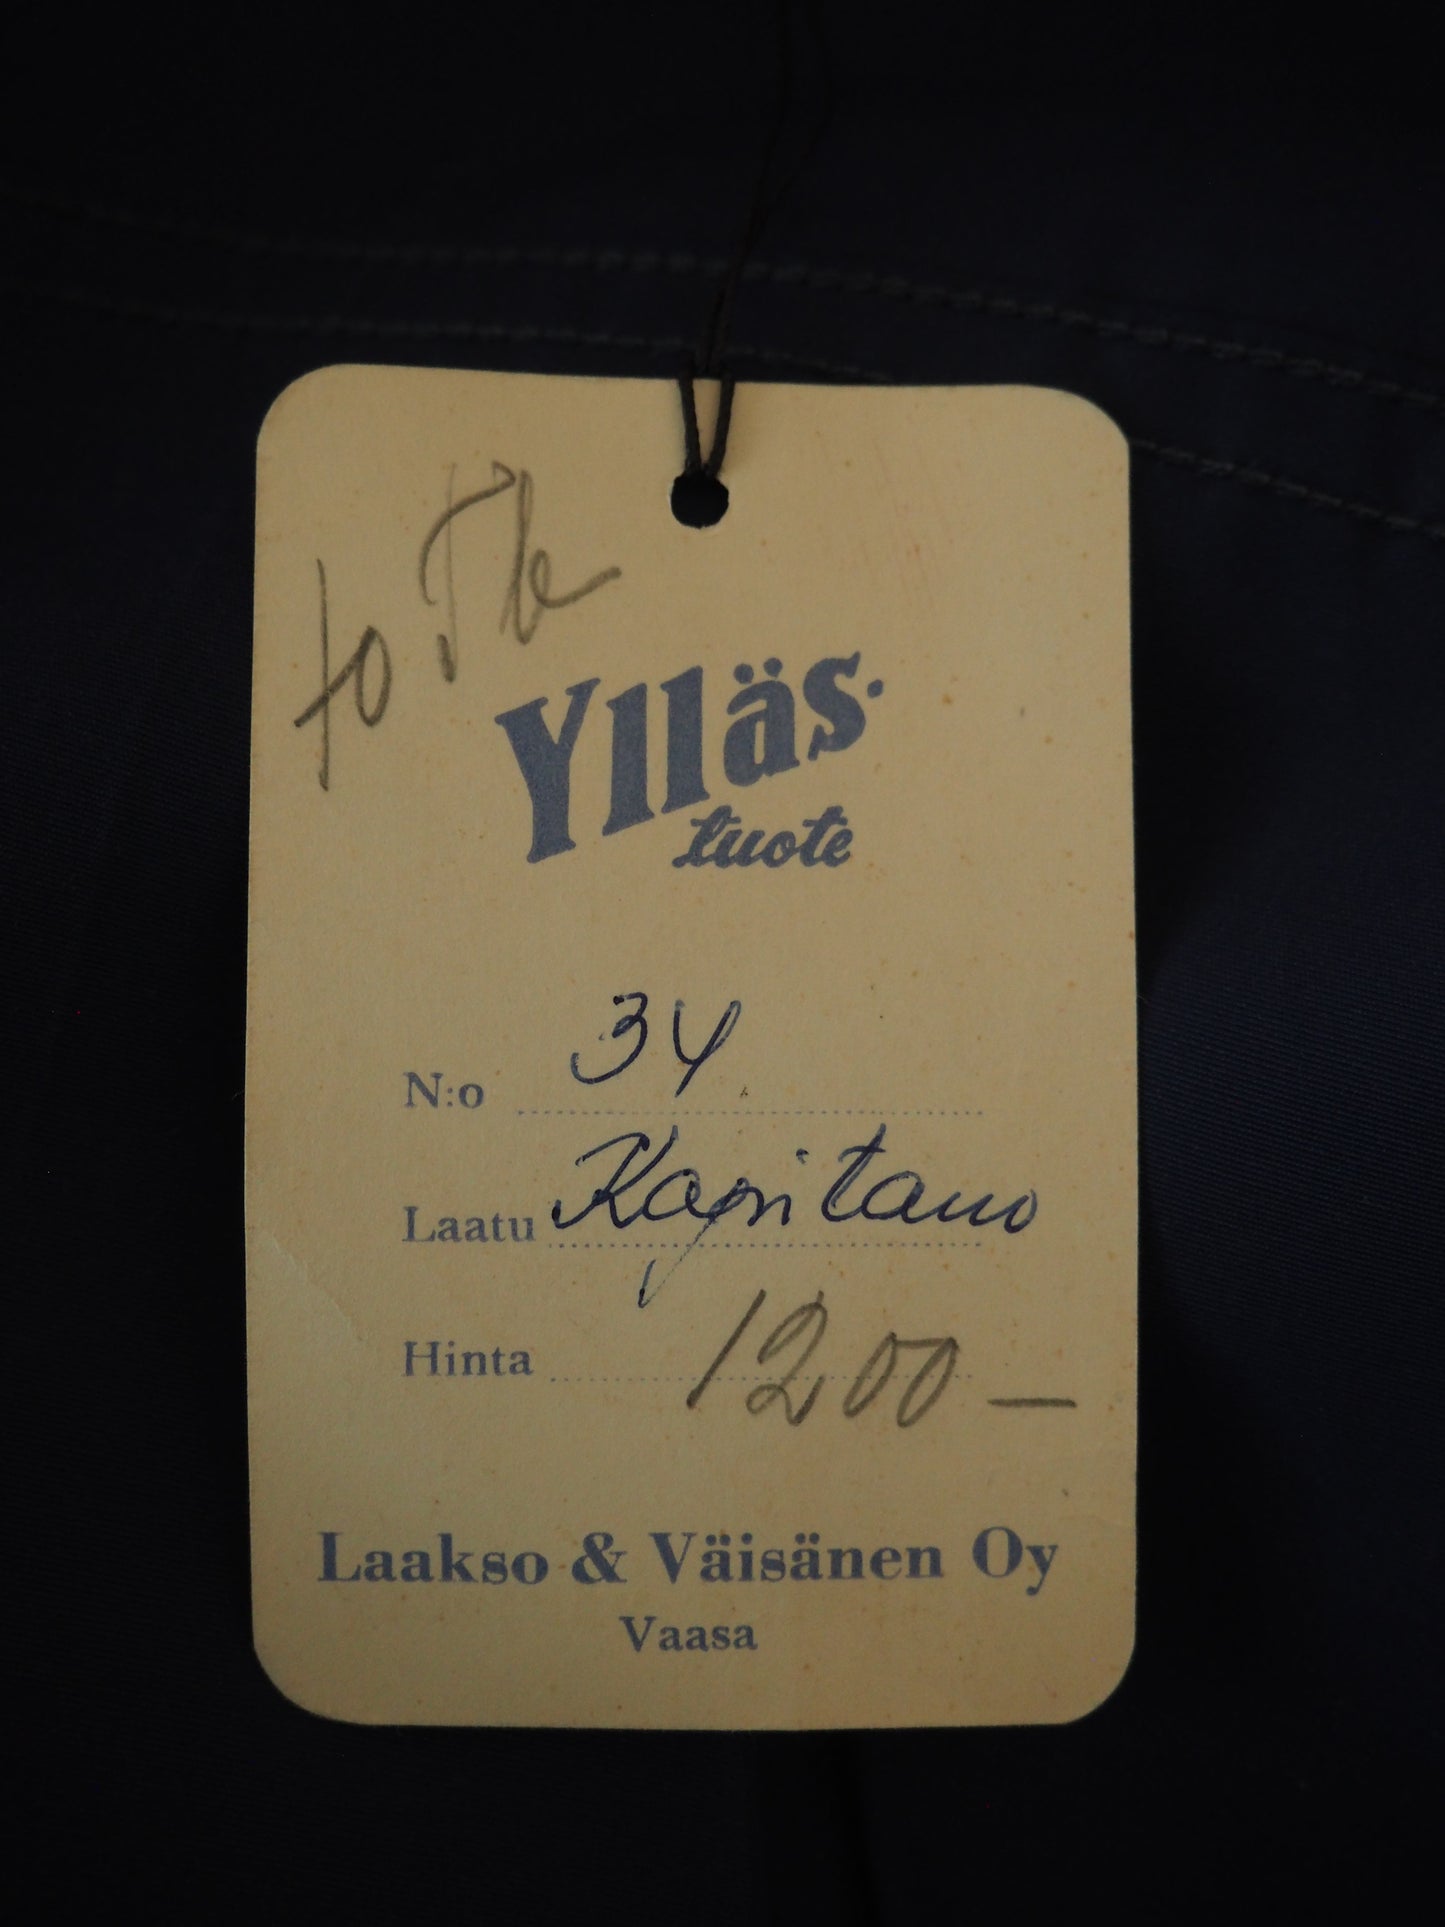 Ylläs-
tuote
N:o 34
Laatu Kapitano
Hinta 1200—
Laakso & Väisänen Oy
Vaasa